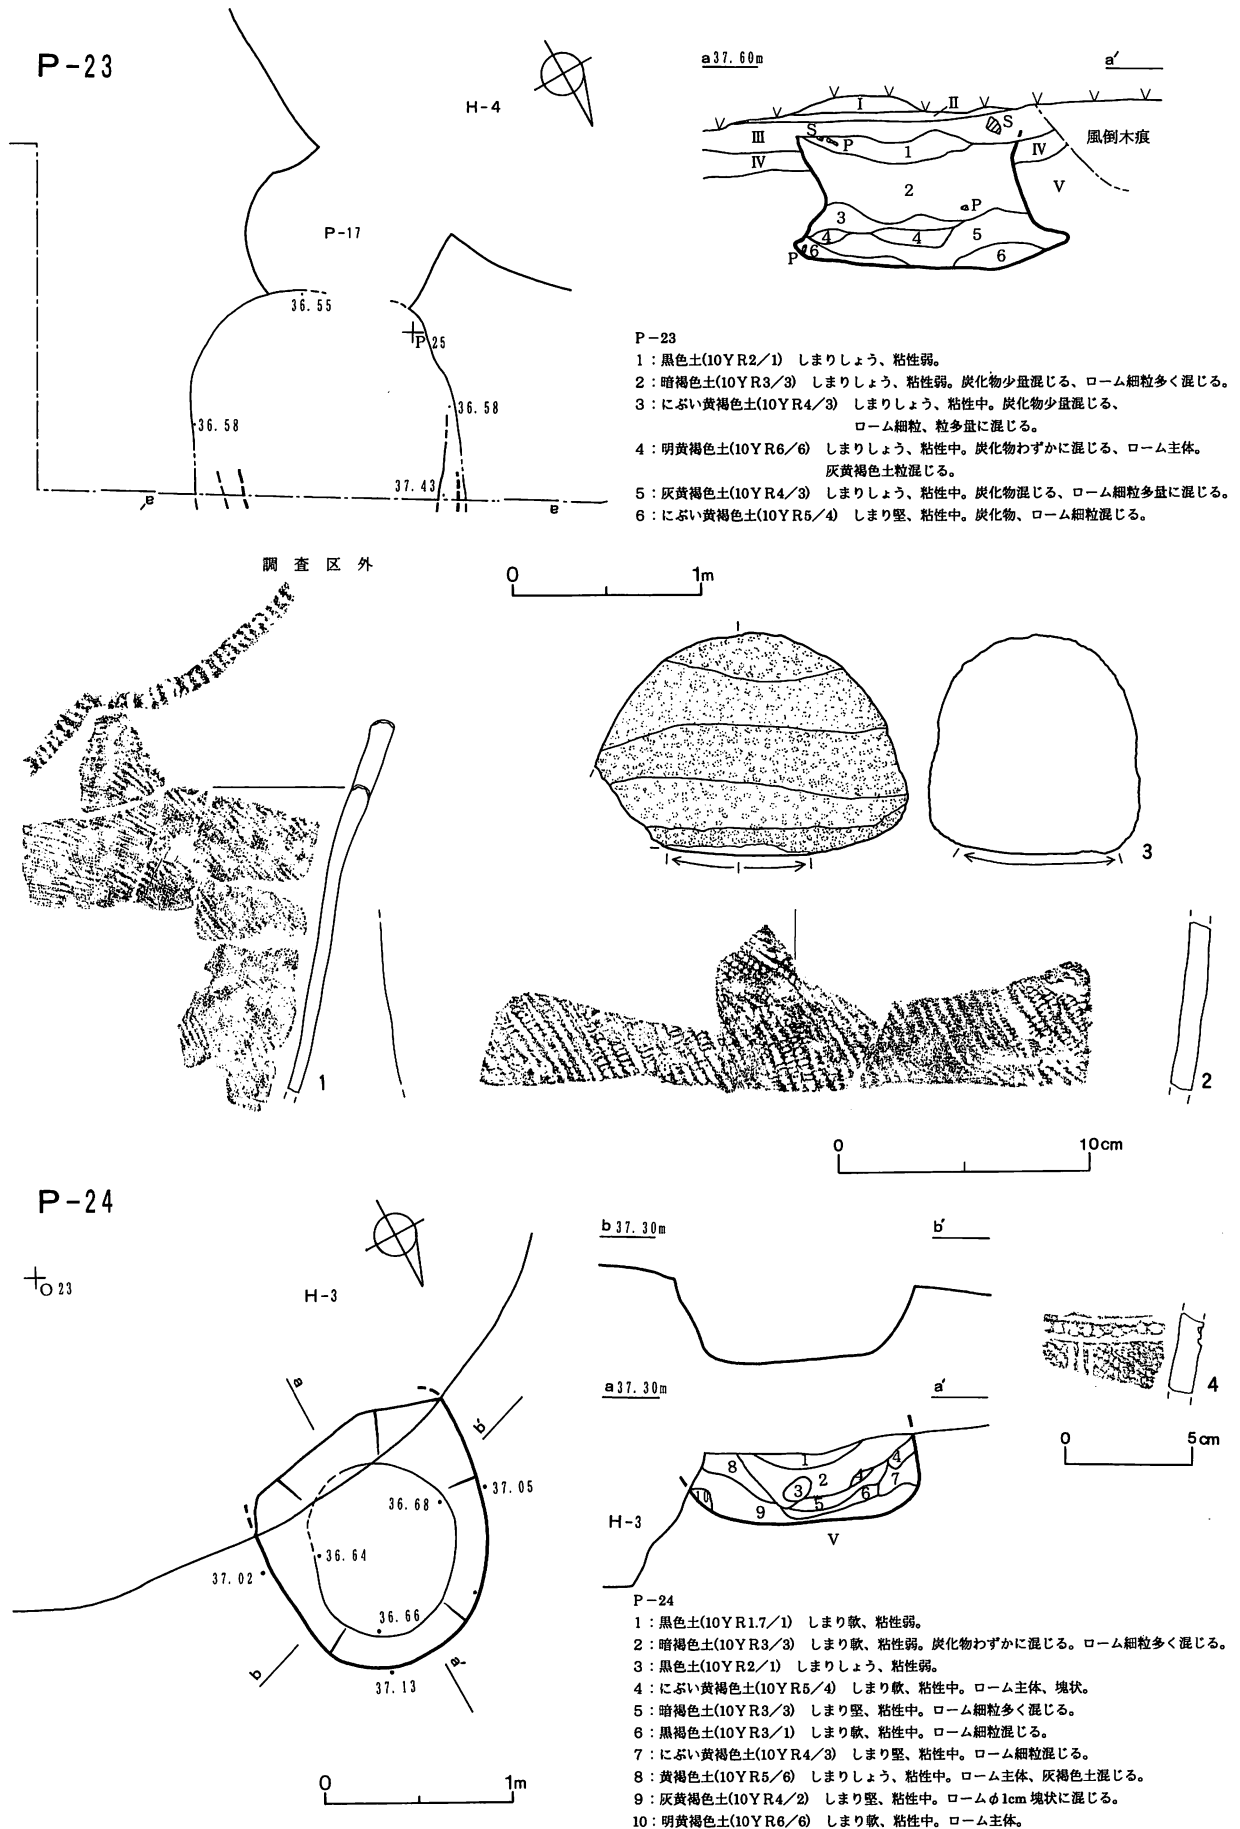 P-23
H-4
a 37.60m
a′
I
II
III
S
P
1
S
IV
風倒木痕
IV
V
2
3
P
4
4
5
P
6
6
P-17
36.55
P 25
36.58
36.58
37.43
a′
a
調査区外
P-23
1:黒色土(10YR2/1) しまりしょう、粘性弱。
2:暗褐色土(10YR3/3) しまりしょう、粘性弱。炭化物少量混じる、ローム細粒多く混じる。
3:にぶい黄褐色土(10YR4/3) しまりしょう、粘性中。炭化物少量混じる、
ローム細粒、粒多量に混じる。
4:明黄褐色土(10YR6/6) しまりしょう、粘性中。炭化物わずかに混じる、ローム主体。
灰黄褐色土粒混じる。
5:灰黄褐色土(10YR4/3) しまりしょう、粘性中。炭化物混じる、ローム細粒多量に混じる。
6:にぶい黄褐色土(10YR5/4) しまり堅、粘性中。炭化物、ローム細粒混じる。
0 1m
3
1
2
0 10cm
P-24
O 23
H-3
a
b′
36.68
37.05
36.64
37.02
36.66
b
a′
37.13
0 1m
b 37.30m
b′
a 37.30m
a′
1
8
2
4
4
3
7
10
5
6
9
H-3
V
4
0 5cm
P-24
1:黒色土(10YR1.7/1) しまり軟、粘性弱。
2:暗褐色土(10YR3/3) しまり軟、粘性弱。炭化物わずかに混じる。ローム細粒多く混じる。
3:黒色土(10YR2/1) しまりしょう、粘性弱。
4:にぶい黄褐色土(10YR5/4) しまり軟、粘性中。ローム主体、塊状。
5:暗褐色土(10YR3/3) しまり堅、粘性中。ローム細粒多く混じる。
6:黒褐色土(10YR3/1) しまり軟、粘性中。ローム細粒混じる。
7:にぶい黄褐色土(10YR4/3) しまり堅、粘性中。ローム細粒混じる。
8:黄褐色土(10YR5/6) しまりしょう、粘性中。ローム主体、灰褐色土混じる。
9:灰黄褐色土(10YR4/2) しまり堅、粘性中。ロームφ1cm塊状に混じる。
10:明黄褐色土(10YR6/6) しまり軟、粘性中。ローム主体。